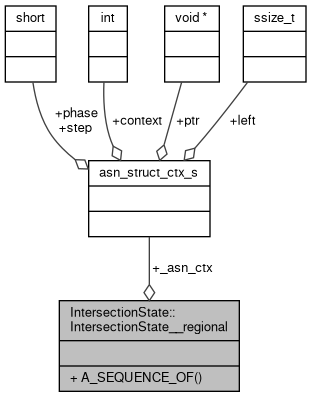 short
int
void *
ssize_t
+phase
+step
+context
+ptr
+left
asn_struct_ctx_s
+_asn_ctx
IntersectionState::
IntersectionState__regional
+ A_SEQUENCE_OF()